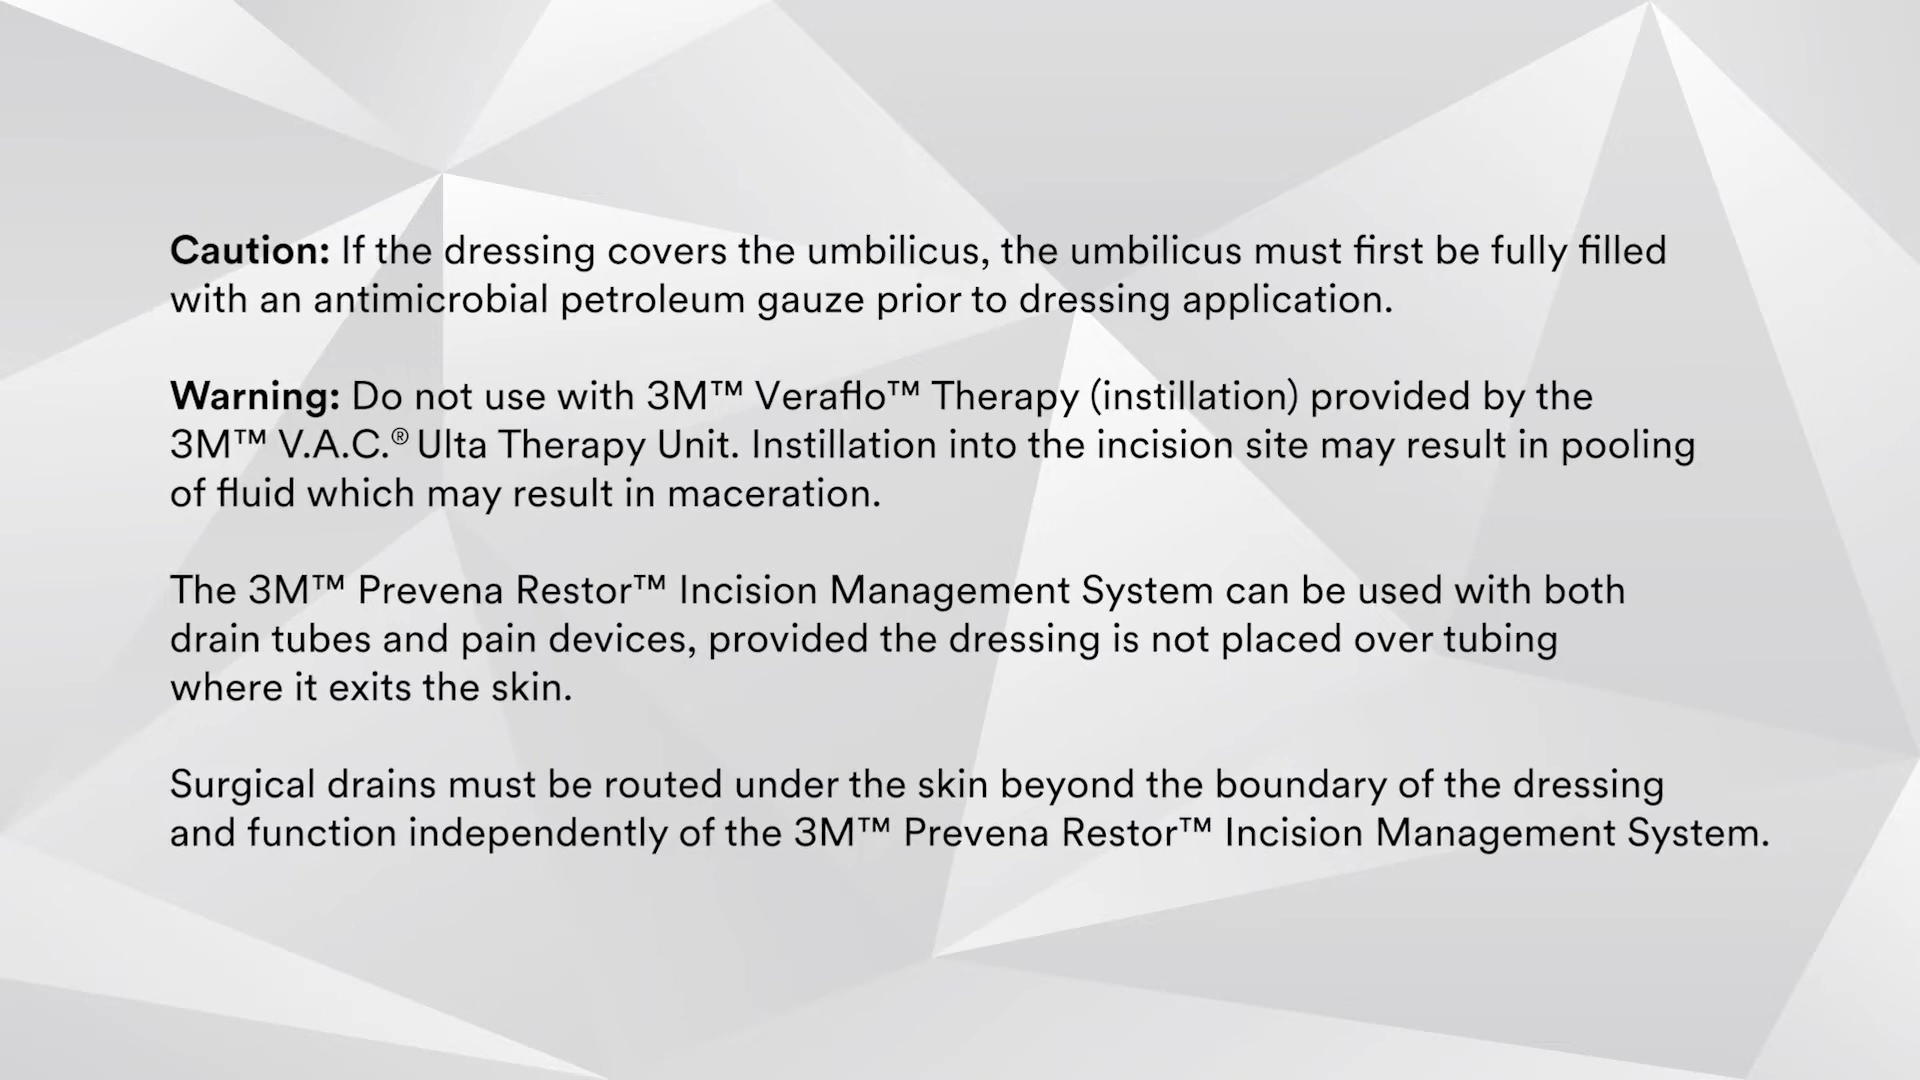 Caution: If the dressing covers the umbilicus, the umbilicus must first be fully filled
with an antimicrobial petroleum gauze prior to dressing application.
Warning: Do not use with 3M™ Veraflo™ Therapy (instillation) provided by the
3M™ V.A.C.® Ulta Therapy Unit. Instillation into the incision site may result in pooling
of fluid which may result in maceration.
The 3M™ Prevena Restor™ Incision Management System can be used with both
drain tubes and pain devices, provided the dressing is not placed over tubing
where it exits the skin.
Surgical drains must be routed under the skin beyond the boundary of the dressing
and function independently of the 3M™ Prevena Restor™ Incision Management System.